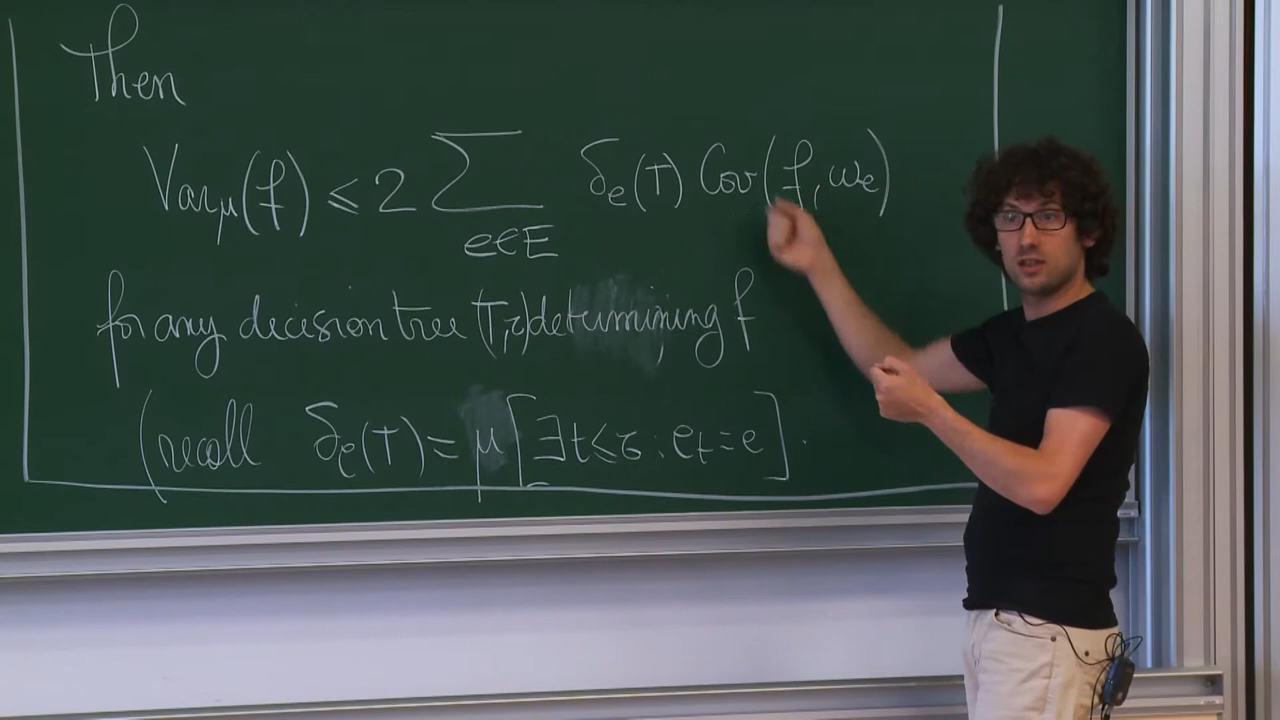 Then
Var_μ(f) ≤ 2 ∑_{e∈E} δ_e(T) Cov(f, ω_e)
for any decision tree (T, τ) determining f
(recall δ_e(T) = μ[∃t ≤ τ : e_t = e].